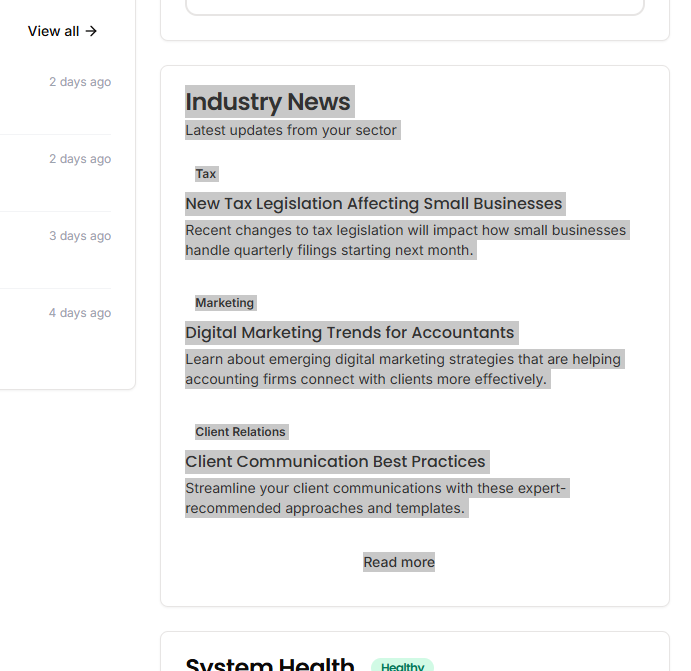 View all →
2 days ago
2 days ago
3 days ago
4 days ago
Industry News
Latest updates from your sector
Tax
New Tax Legislation Affecting Small Businesses
Recent changes to tax legislation will impact how small businesses
handle quarterly filings starting next month.
Marketing
Digital Marketing Trends for Accountants
Learn about emerging digital marketing strategies that are helping
accounting firms connect with clients more effectively.
Client Relations
Client Communication Best Practices
Streamline your client communications with these expert-
recommended approaches and templates.
Read more
System Health
Healthy